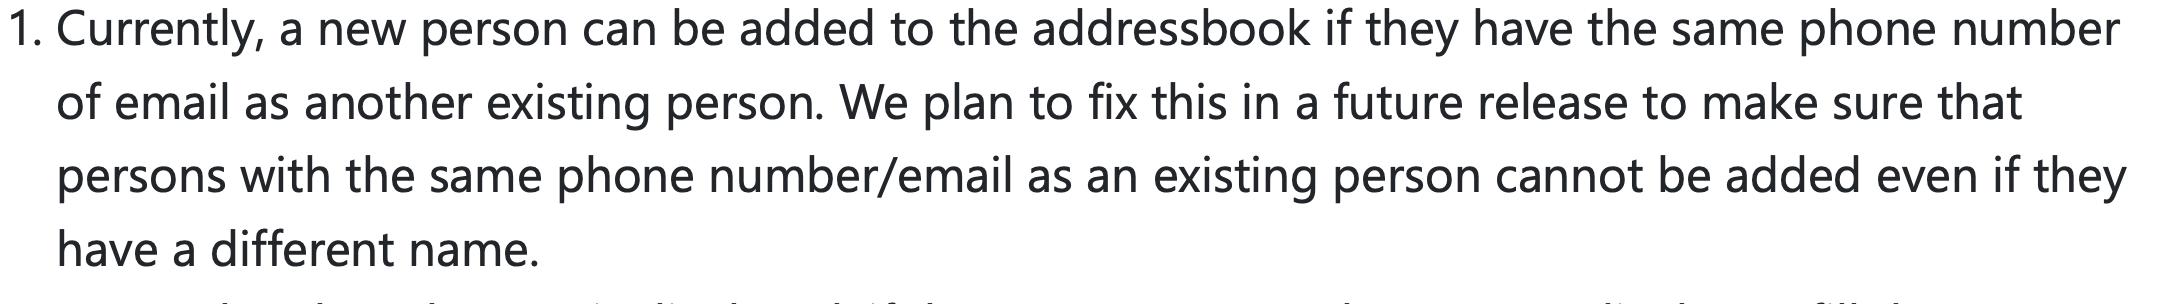 1. Currently, a new person can be added to the addressbook if they have the same phone number
of email as another existing person. We plan to fix this in a future release to make sure that
persons with the same phone number/email as an existing person cannot be added even if they
have a different name.